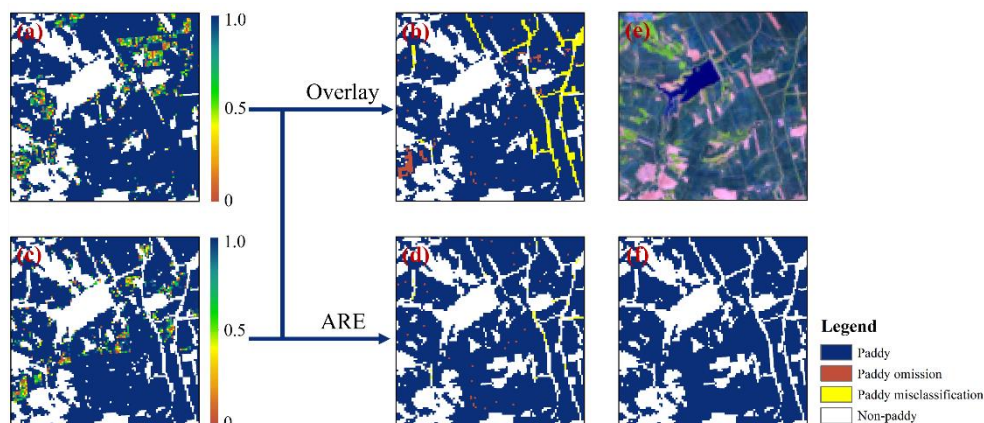 (a)
1.0
0.5
0
Overlay
(b)
(e)
(c)
1.0
0.5
0
ARE
(d)
(f)
Legend
Paddy
Paddy omission
Paddy misclassification
Non-paddy